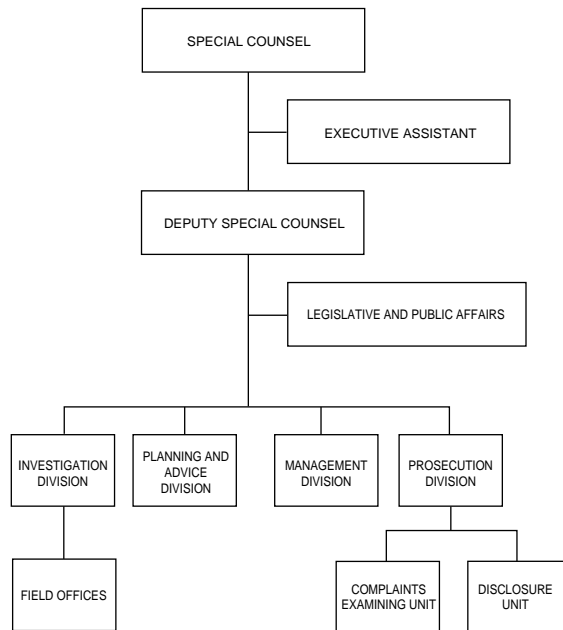 SPECIAL COUNSEL
EXECUTIVE ASSISTANT
DEPUTY SPECIAL COUNSEL
LEGISLATIVE AND PUBLIC AFFAIRS
INVESTIGATION
DIVISION
PLANNING AND
ADVICE
DIVISION
MANAGEMENT
DIVISION
PROSECUTION
DIVISION
FIELD OFFICES
COMPLAINTS
EXAMINING UNIT
DISCLOSURE
UNIT